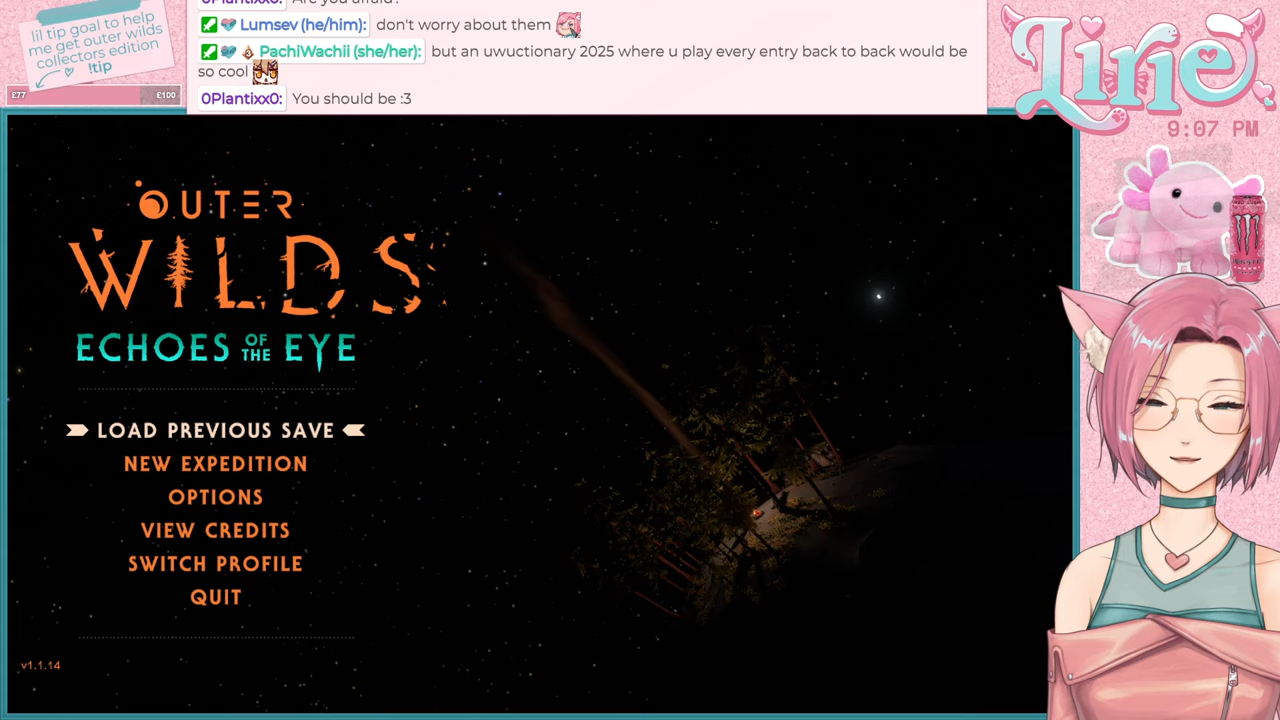 lil tip goal to help
me get outer wilds
collectors edition
!tip
£77
£100
Lumsev (he/him): don't worry about them
PachiWachii (she/her): but an uwuctionary 2025 where u play every entry back to back would be
so cool
0Plantixx0: You should be :3
Lirie
9:07 PM
OUTER
WILDS
ECHOES OF THE EYE
LOAD PREVIOUS SAVE
NEW EXPEDITION
OPTIONS
VIEW CREDITS
SWITCH PROFILE
QUIT
v1.1.14